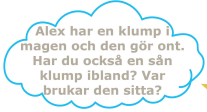 Alex har en klump i
magen och den gör ont.
Har du också en sån
klump ibland? Var
brukar den sitta?